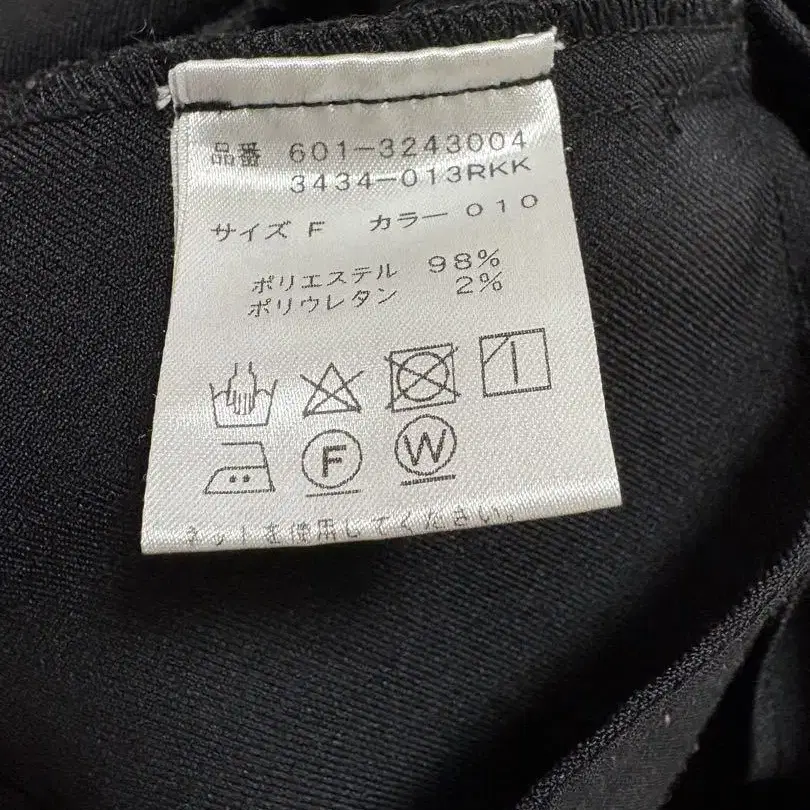 品番 601-3243004
3434-013RKK
サイズ F カラー 010
ポリエステル 98%
ポリウレタン 2%
F W
ネットを使用してください。